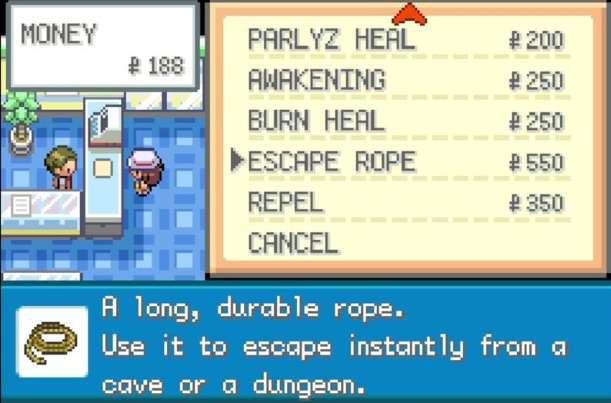 MONEY
₽ 188
PARLYZ HEAL ₽ 200
AWAKENING ₽ 250
BURN HEAL ₽ 250
ESCAPE ROPE ₽ 550
REPEL ₽ 350
CANCEL
A long, durable rope.
Use it to escape instantly from a
cave or a dungeon.